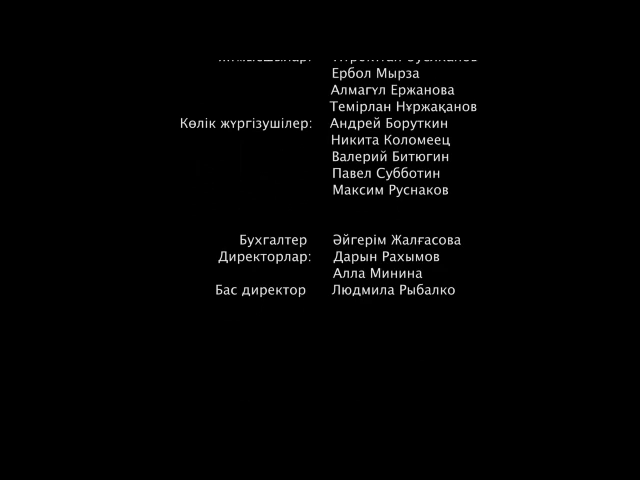 Ербол Мырза
Алмагүл Ержанова
Темірлан Нұржақанов
Көлік жүргізушілер: Андрей Боруткин
Никита Коломеец
Валерий Битюгин
Павел Субботин
Максим Руснаков
Бухгалтер Әйгерім Жалғасова
Директорлар: Дарын Рахымов
Алла Минина
Бас директор Людмила Рыбалко